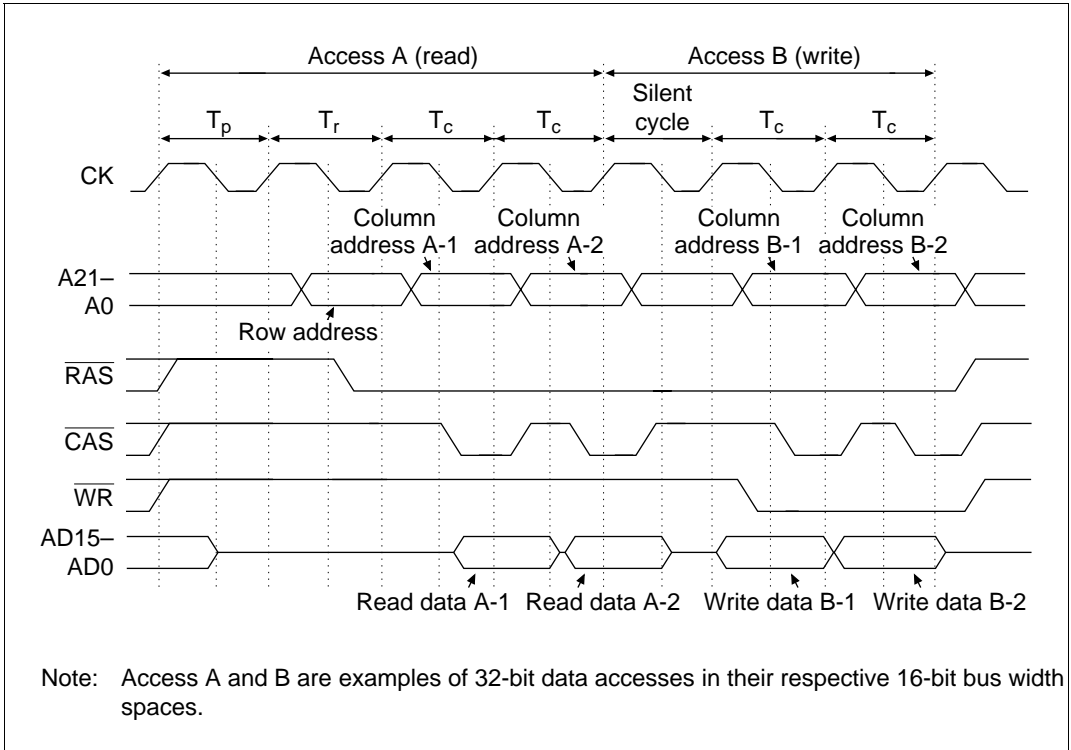 Access A (read) Access B (write)
Silent
cycle
Tp Tr Tc Tc Tc Tc
CK
Column
address A-1
Column
address A-2
Column
address B-1
Column
address B-2
A21–
A0
Row address
RAS
CAS
WR
AD15–
AD0
Read data A-1 Read data A-2 Write data B-1 Write data B-2
Note: Access A and B are examples of 32-bit data accesses in their respective 16-bit bus width
spaces.